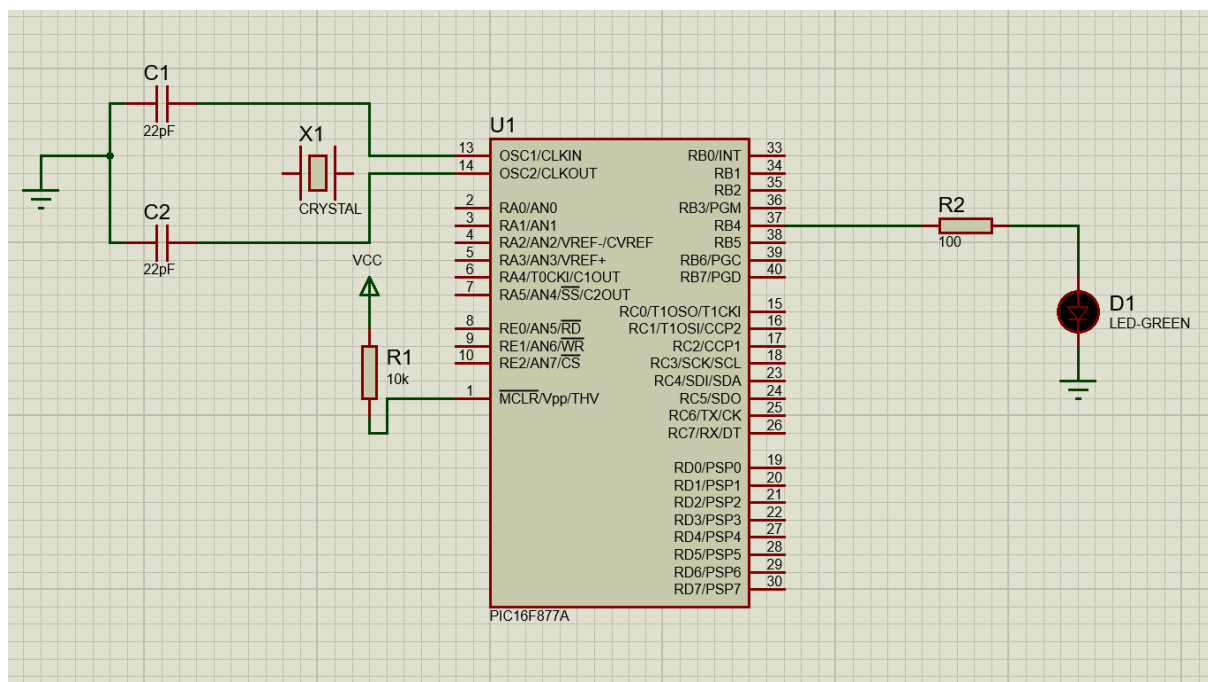 C1
22pF
X1
CRYSTAL
C2
22pF
VCC
R1
10k
U1
13 OSC1/CLKIN RB0/INT 33
14 OSC2/CLKOUT RB1 34
RB2 35
2 RA0/AN0 RB3/PGM 36
3 RA1/AN1 RB4 37
4 RA2/AN2/VREF-/CVREF RB5 38
5 RA3/AN3/VREF+ RB6/PGC 39
6 RA4/T0CKI/C1OUT RB7/PGD 40
7 RA5/AN4/SS/C2OUT
RC0/T1OSO/T1CKI 15
8 RE0/AN5/RD RC1/T1OSI/CCP2 16
9 RE1/AN6/WR RC2/CCP1 17
10 RE2/AN7/CS RC3/SCK/SCL 18
RC4/SDI/SDA 23
1 MCLR/Vpp/THV RC5/SDO 24
RC6/TX/CK 25
RC7/RX/DT 26
RD0/PSP0 19
RD1/PSP1 20
RD2/PSP2 21
RD3/PSP3 22
RD4/PSP4 27
RD5/PSP5 28
RD6/PSP6 29
RD7/PSP7 30
PIC16F877A
R2
100
D1
LED-GREEN